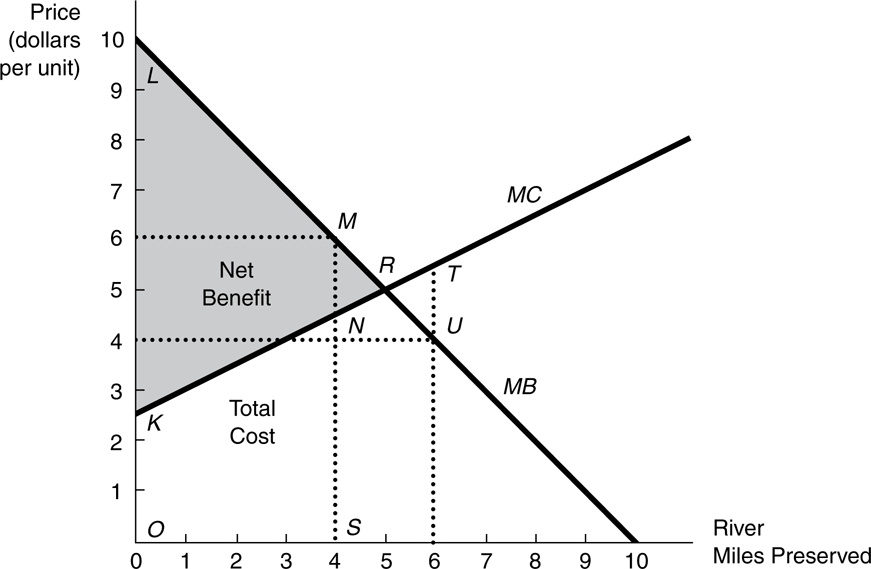 Price
(dollars
per unit)
10
9
8
7
6
5
4
3
2
1
L
M
R
T
MC
Net
Benefit
N
U
MB
K
Total
Cost
O
S
0 1 2 3 4 5 6 7 8 9 10
River
Miles Preserved